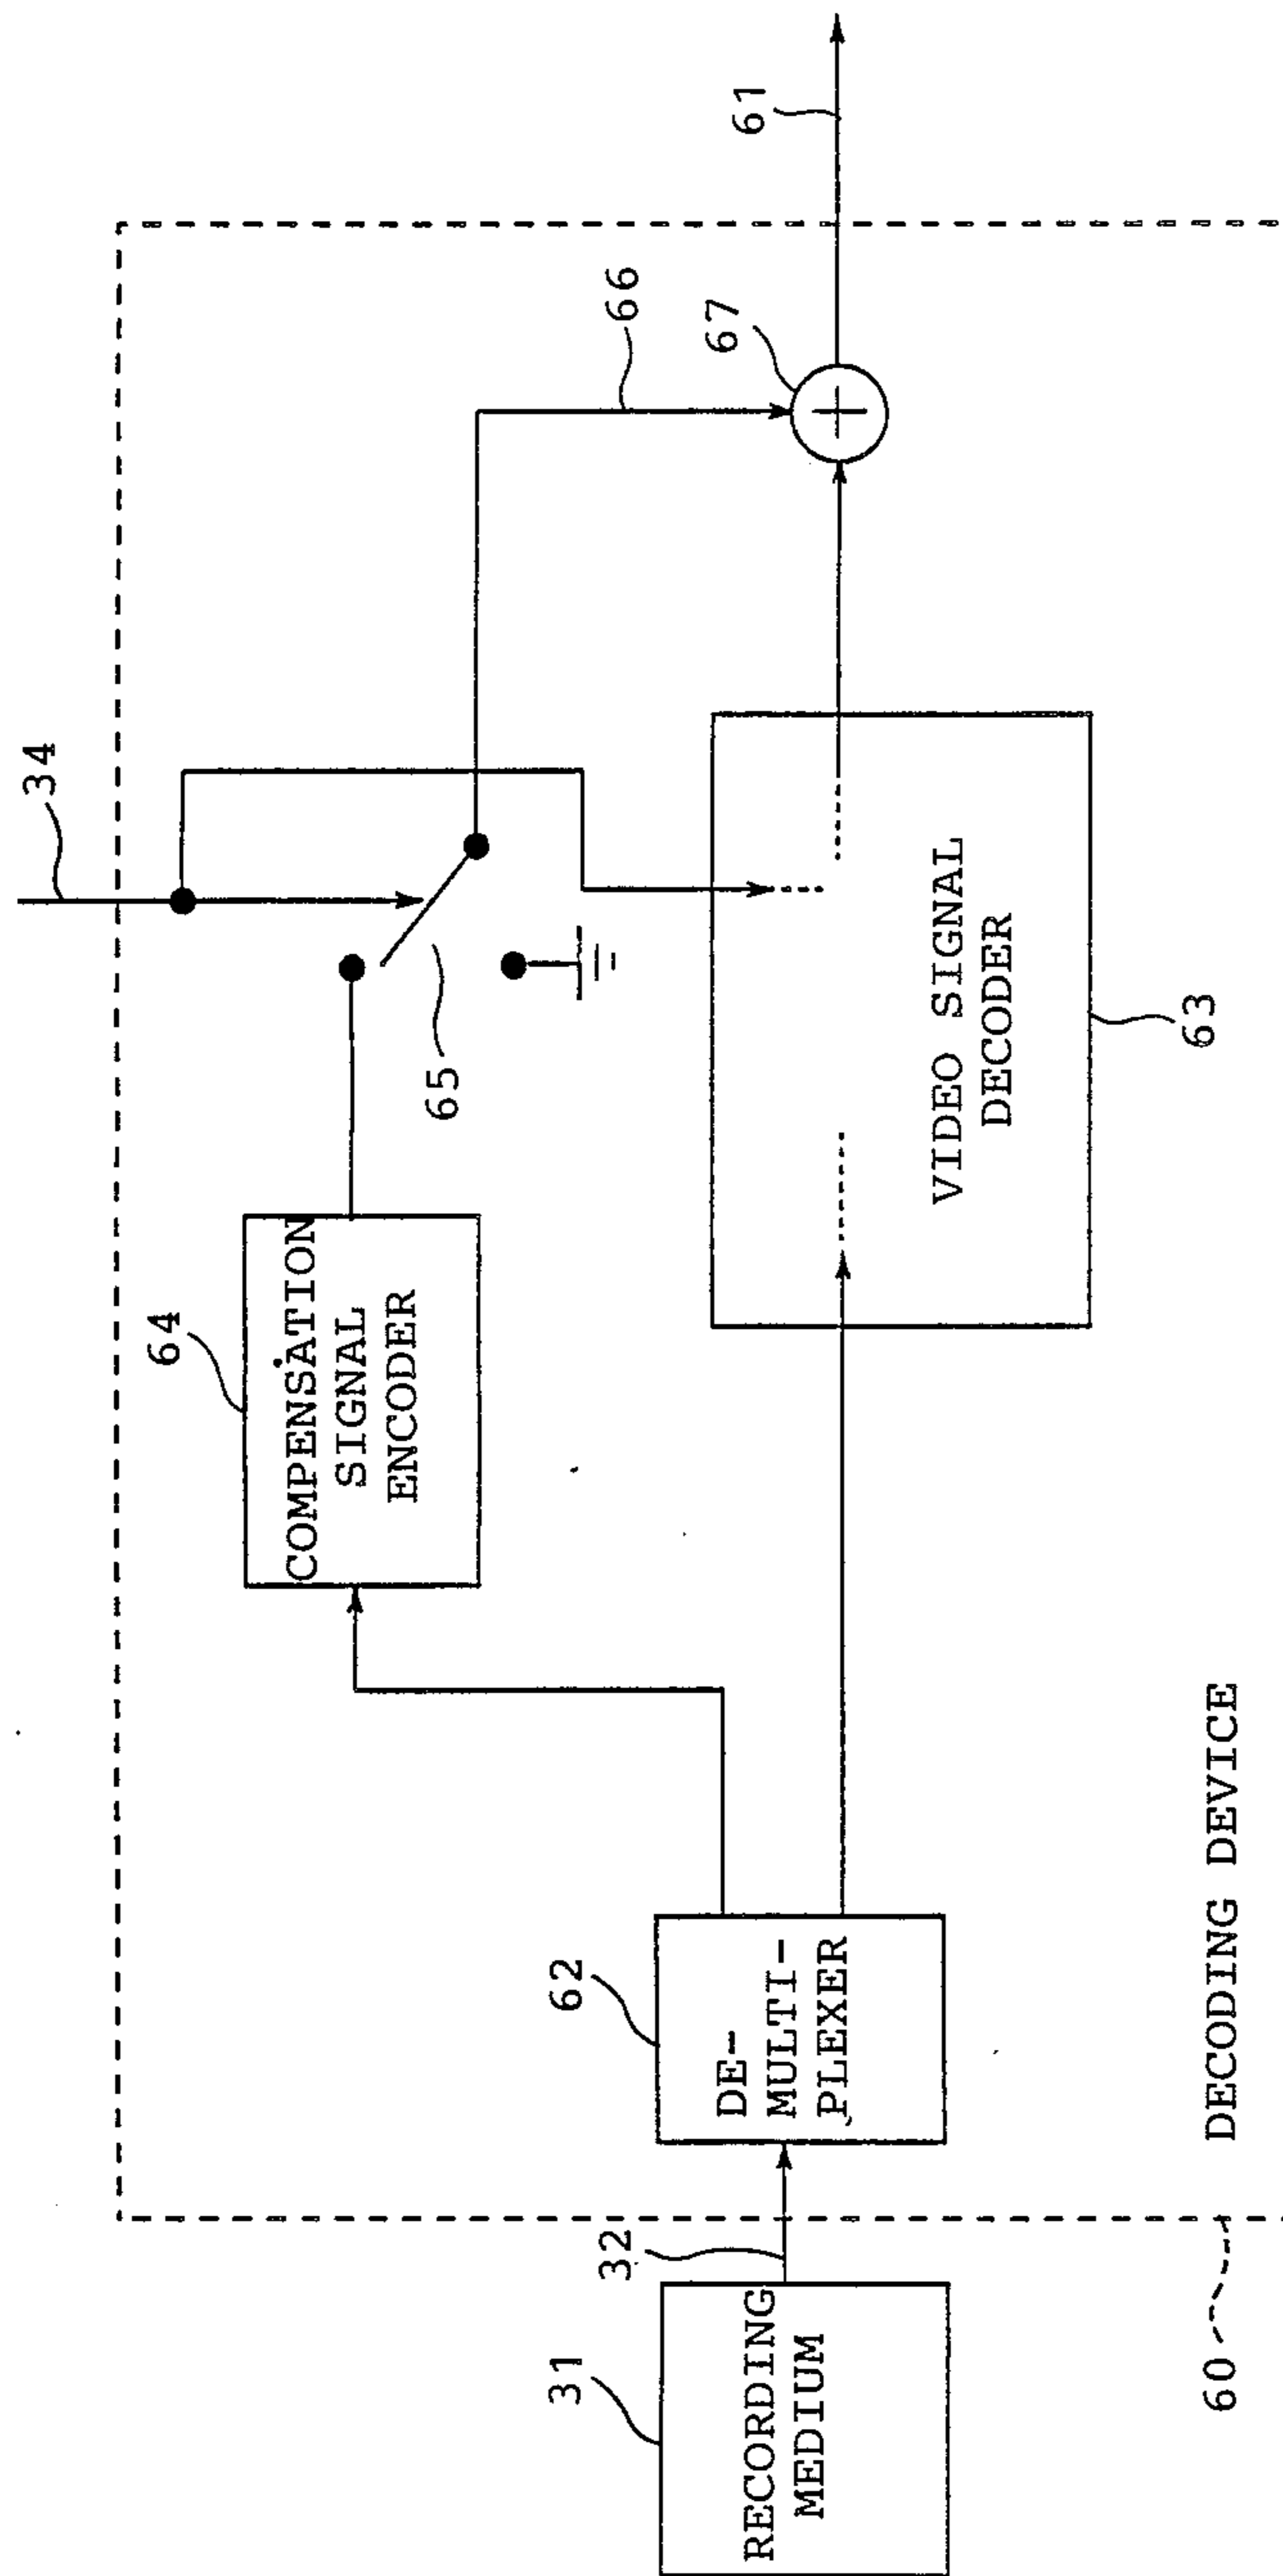 34
64
COMPENSATION
SIGNAL
ENCODER
65
66
67
61
31
RECORDING
MEDIUM
32
62
DE-
MULTI-
PLEXER
VIDEO SIGNAL
DECODER
63
60
DECODING DEVICE